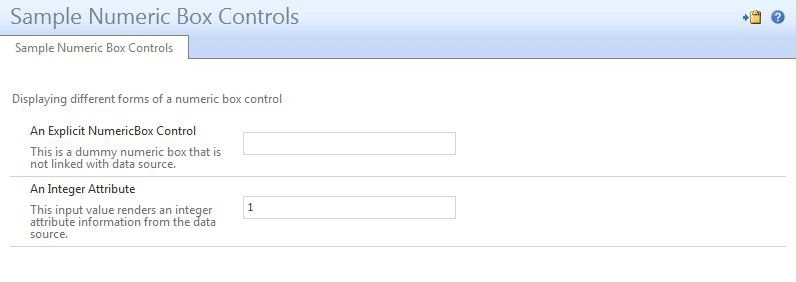 Sample Numeric Box Controls
Sample Numeric Box Controls
Displaying different forms of a numeric box control
An Explicit NumericBox Control
This is a dummy numeric box that is
not linked with data source.
An Integer Attribute
This input value renders an integer
attribute information from the data
source.
1